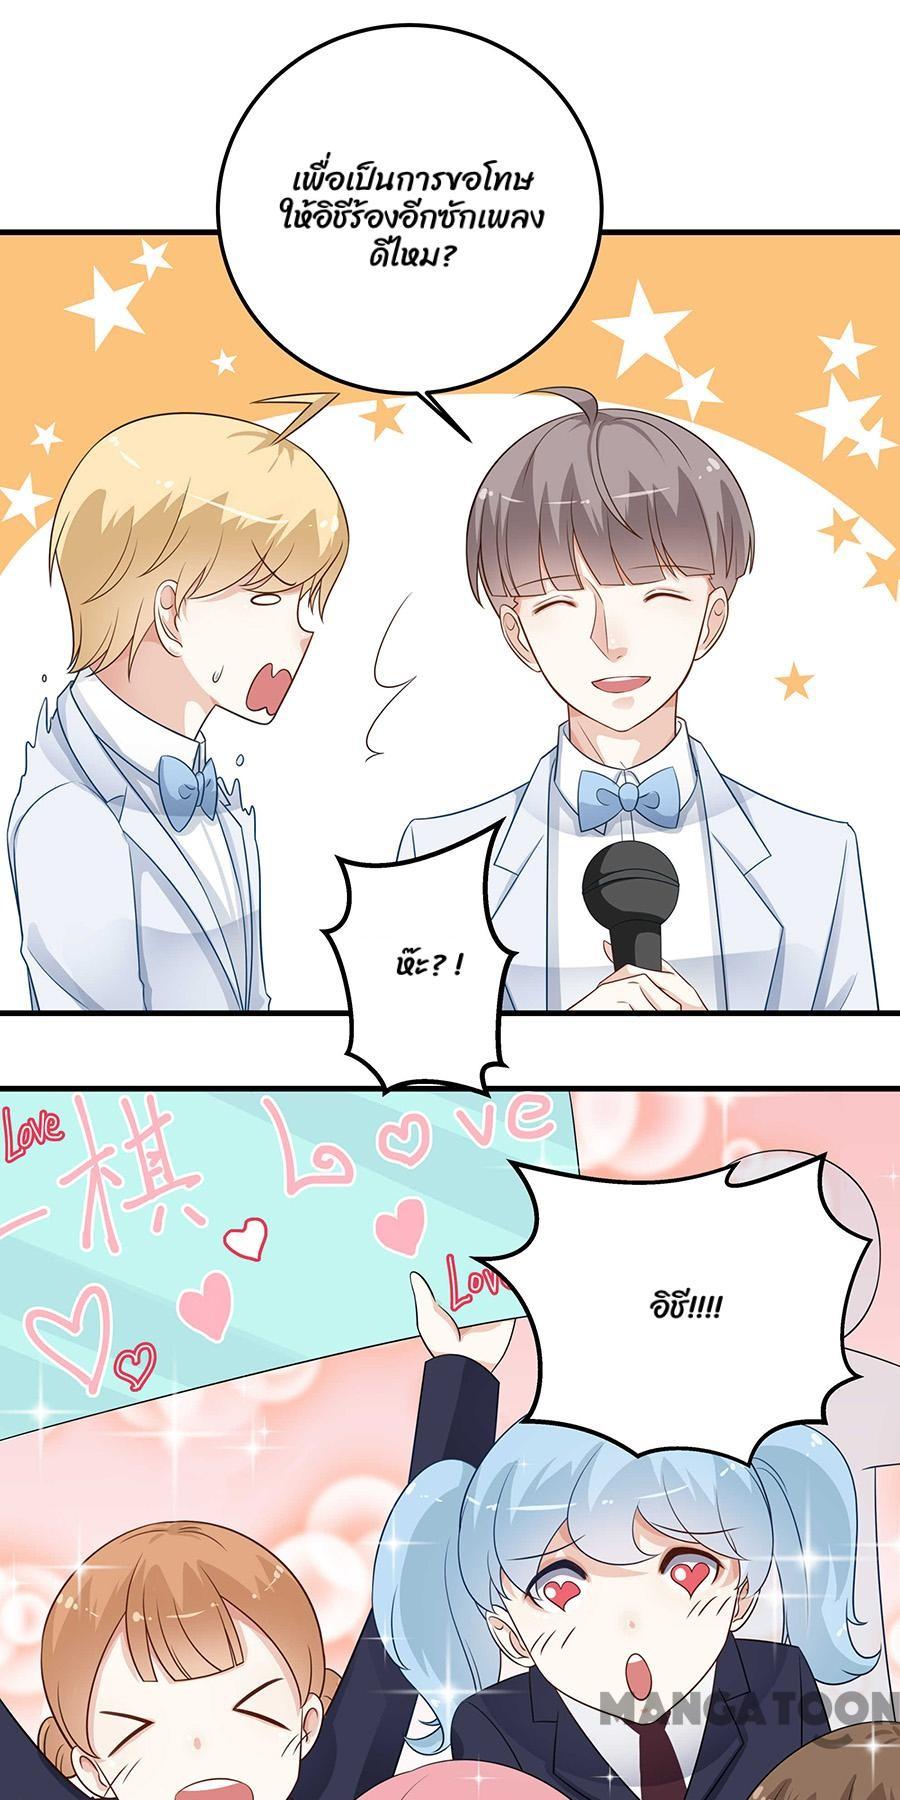 เพื่อเป็นการขอโทษ
ให้อิชีร้องอีกซักเพลง
ดีไหม?
ห๊ะ?!
Love
一棋 Love
Love
อิชี!!!!
MANGATOON